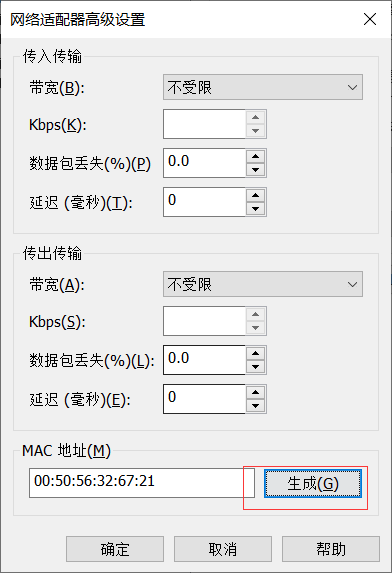 网络适配器高级设置
传入传输
带宽(B): 不受限
Kbps(K):
数据包丢失(%)(P) 0.0
延迟 (毫秒)(T): 0
传出传输
带宽(A): 不受限
Kbps(S):
数据包丢失(%)(L): 0.0
延迟 (毫秒)(E): 0
MAC 地址(M)
00:50:56:32:67:21 生成(G)
确定 取消 帮助